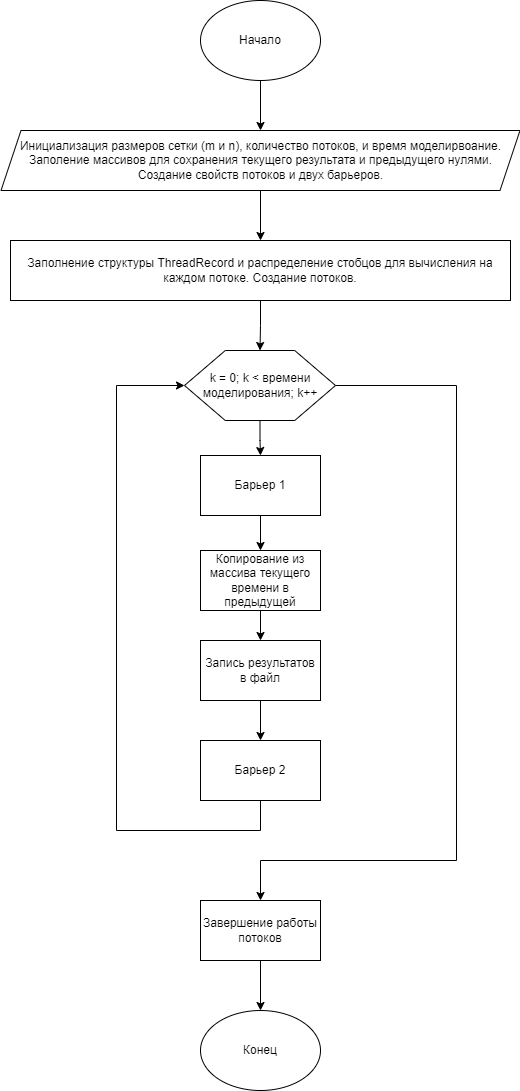 Начало
Инициализация размеров сетки (m и n), количество потоков, и время моделирвоание.
Заполение массивов для сохранения текущего результата и предыдущего нулями.
Создание свойств потоков и двух барьеров.
Заполнение структуры ThreadRecord и распределение стобцов для вычисления на
каждом потоке. Создание потоков.
k = 0; k < времени
моделирования; k++
Барьер 1
Копирование из
массива текущего
времени в
предыдущей
Запись результатов
в файл
Барьер 2
Завершение работы
потоков
Конец